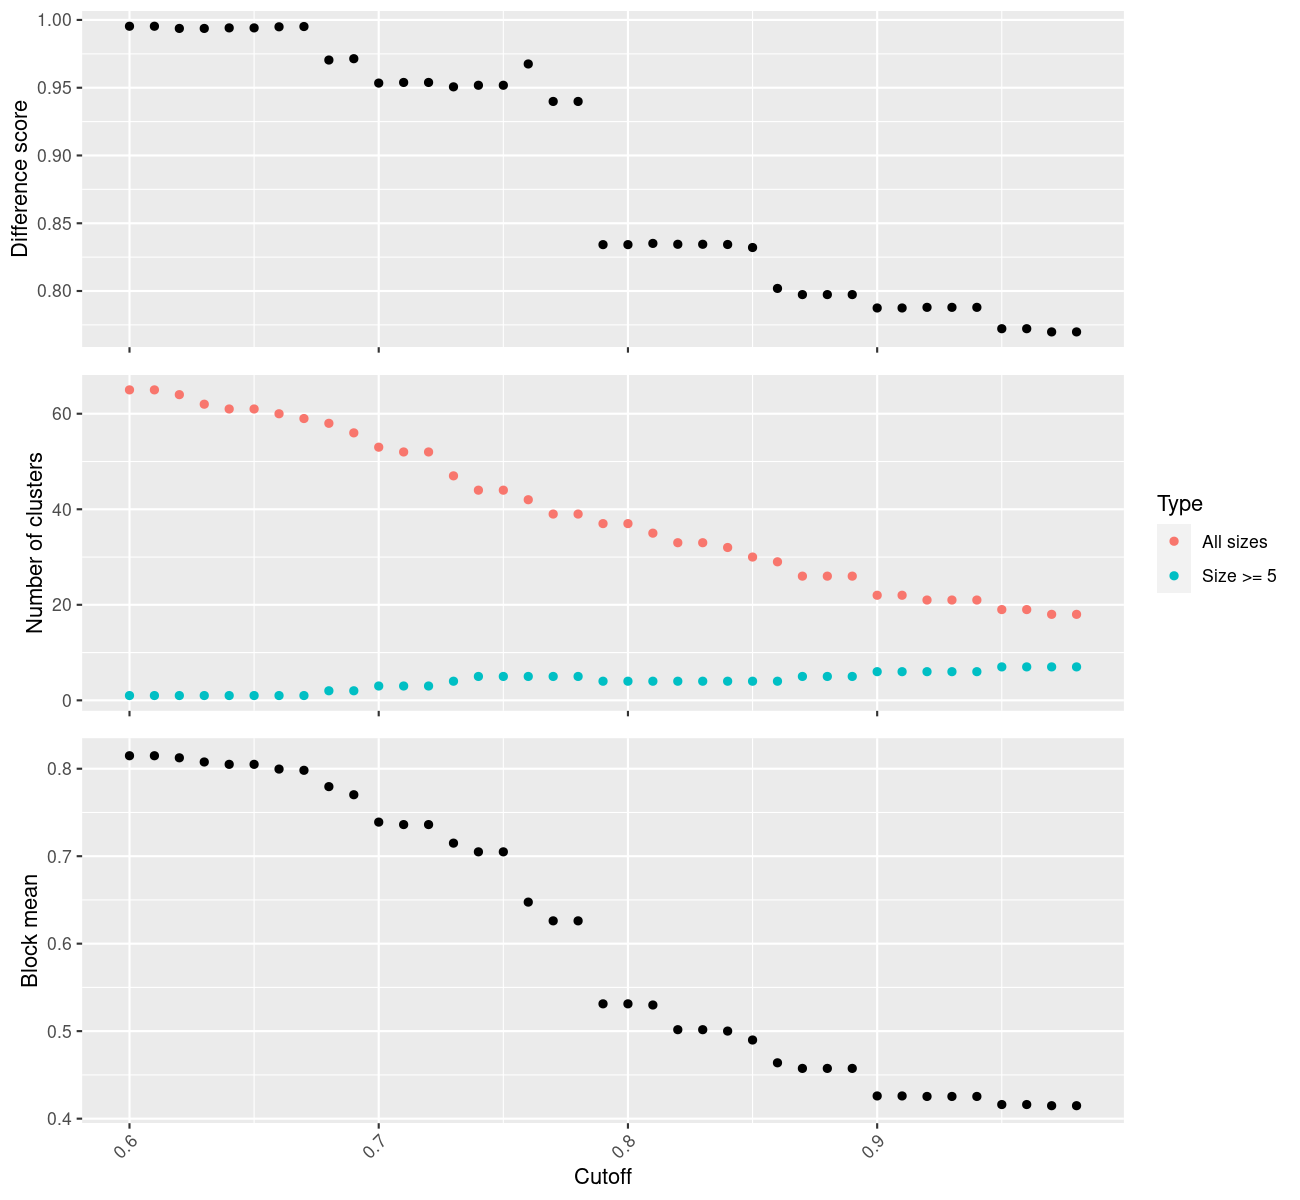 Difference score
1.00
0.95
0.90
0.85
0.80
Number of clusters
60
40
20
0
Type
All sizes
Size >= 5
Block mean
0.8
0.7
0.6
0.5
0.4
0.6 0.7 0.8 0.9
Cutoff